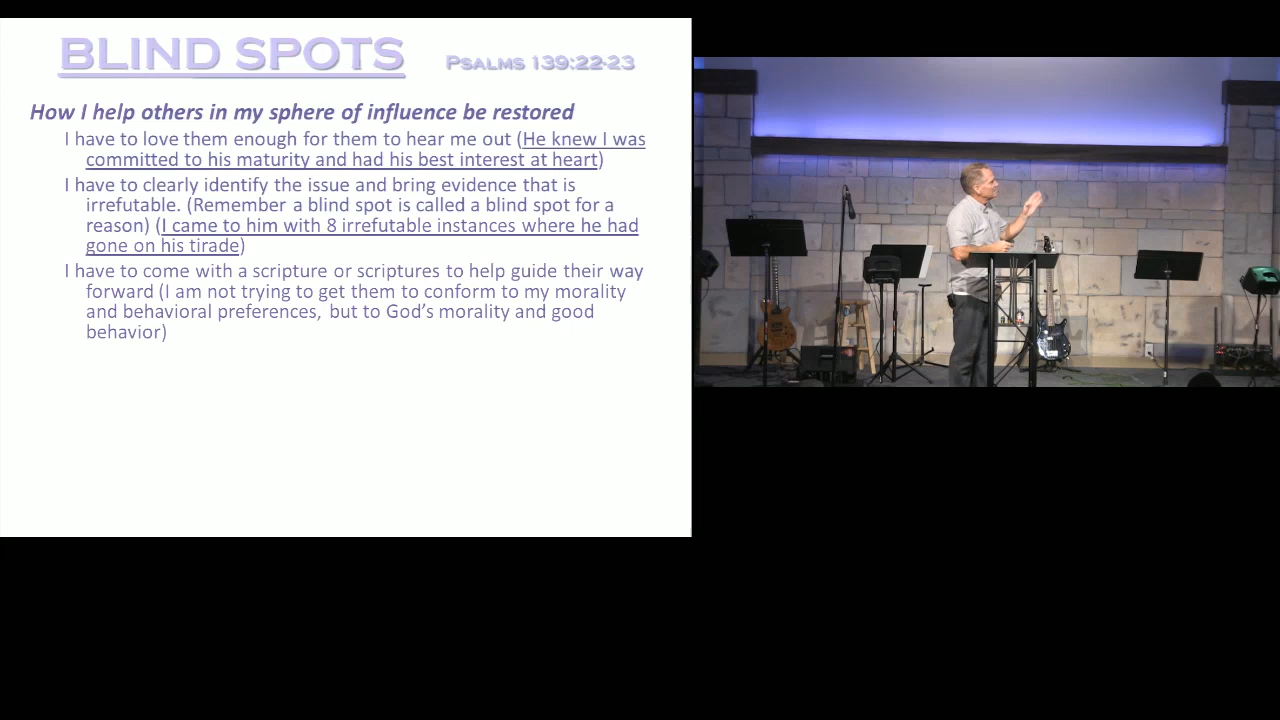 BLIND SPOTS Psalms 139:22-23
How I help others in my sphere of influence be restored
I have to love them enough for them to hear me out (He knew I was
committed to his maturity and had his best interest at heart)
I have to clearly identify the issue and bring evidence that is
irrefutable. (Remember a blind spot is called a blind spot for a
reason) (I came to him with 8 irrefutable instances where he had
gone on his tirade)
I have to come with a scripture or scriptures to help guide their way
forward (I am not trying to get them to conform to my morality
and behavioral preferences, but to God's morality and good
behavior)